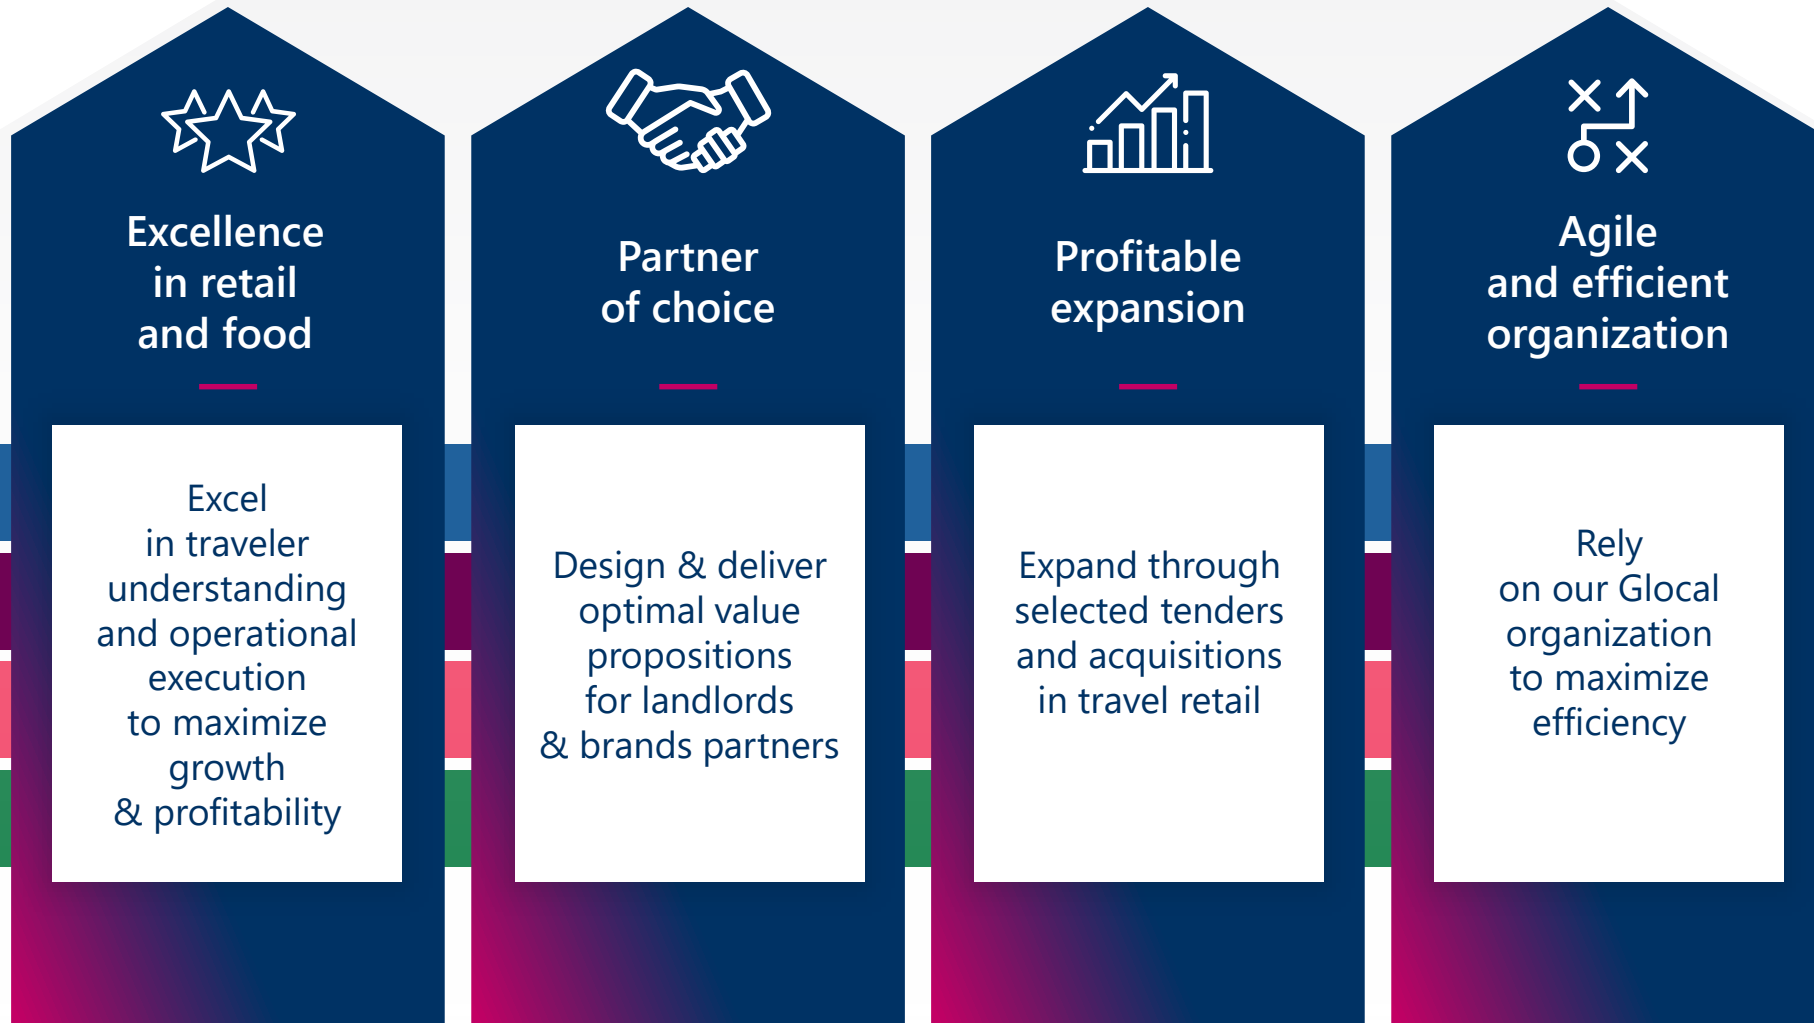 Excellence
in retail
and food
Excel
in traveler
understanding
and operational
execution
to maximize
growth
& profitability
Partner
of choice
Design & deliver
optimal value
propositions
for landlords
& brands partners
Profitable
expansion
Expand through
selected tenders
and acquisitions
in travel retail
Agile
and efficient
organization
Rely
on our Glocal
organization
to maximize
efficiency